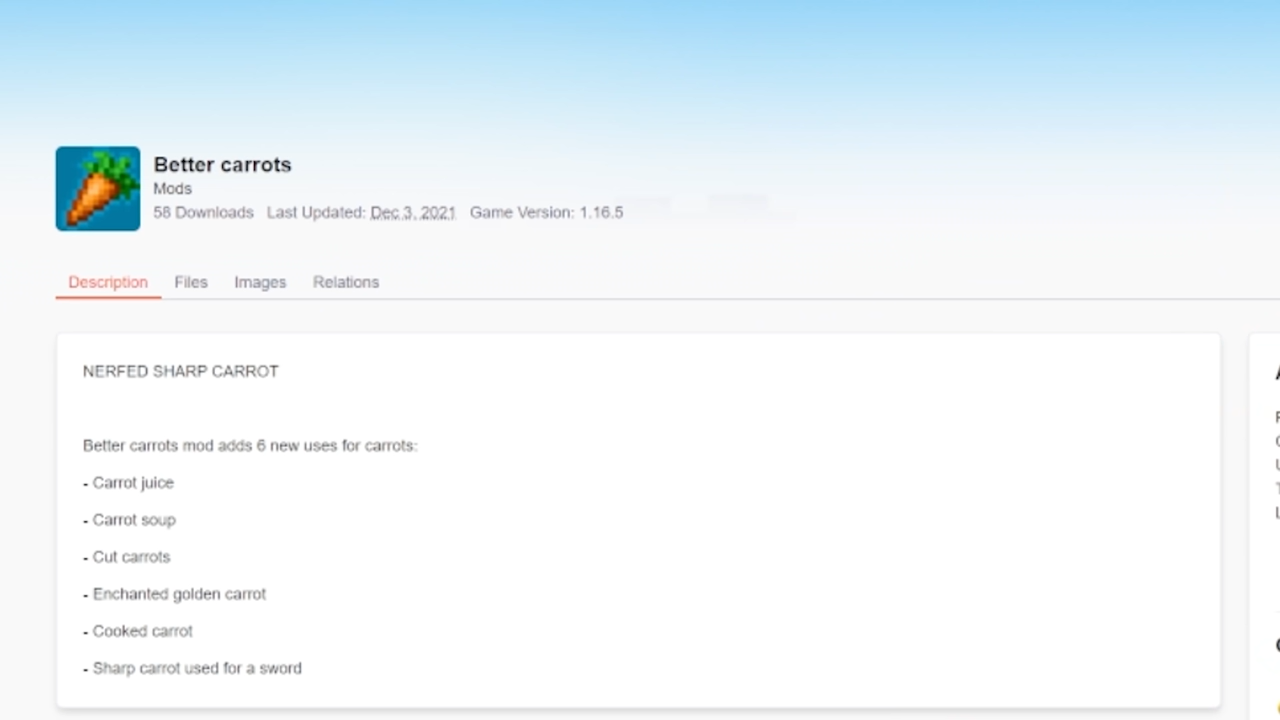 Better carrots
Mods
58 Downloads Last Updated: Dec 3, 2021 Game Version: 1.16.5
Description Files Images Relations
NERFED SHARP CARROT
Better carrots mod adds 6 new uses for carrots:
- Carrot juice
- Carrot soup
- Cut carrots
- Enchanted golden carrot
- Cooked carrot
- Sharp carrot used for a sword